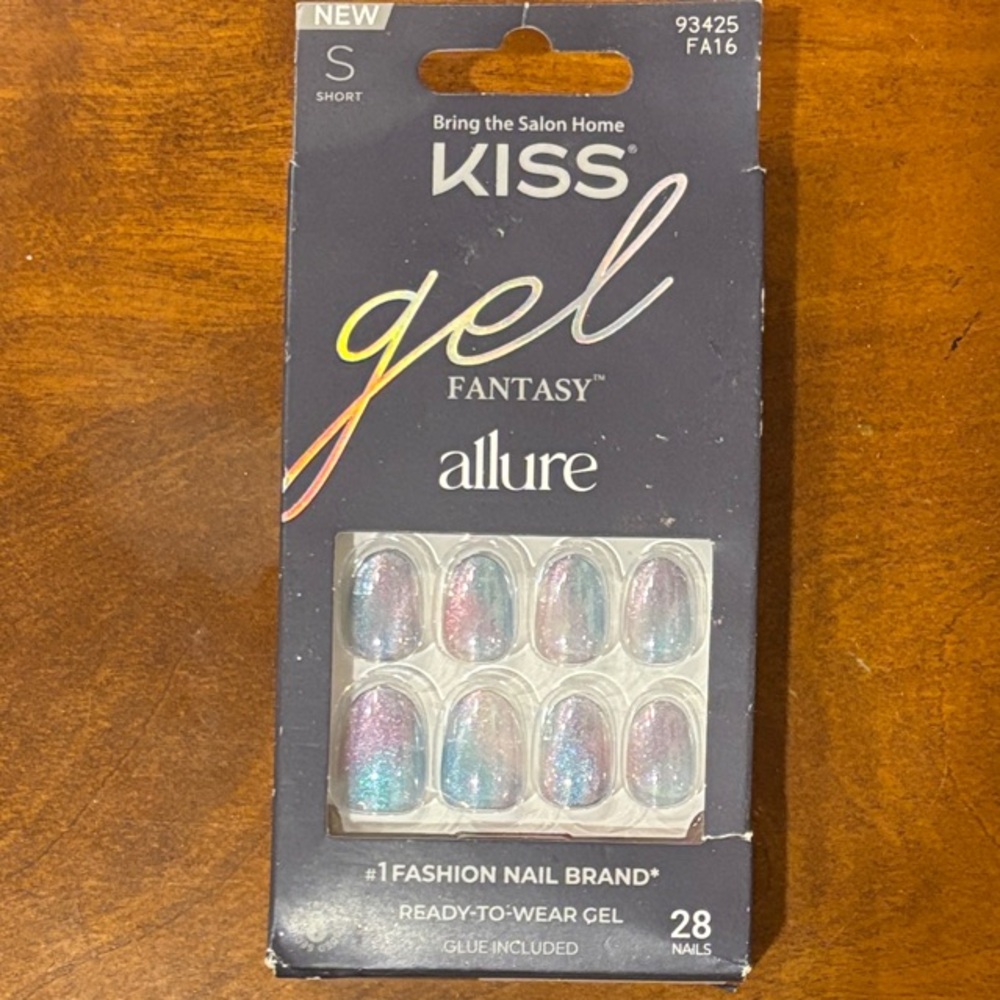 NEW
S
SHORT
93425
FA16
Bring the Salon Home
KISS®
gel
FANTASY™
allure
#1 FASHION NAIL BRAND*
READY-TO-WEAR GEL
GLUE INCLUDED
28
NAILS